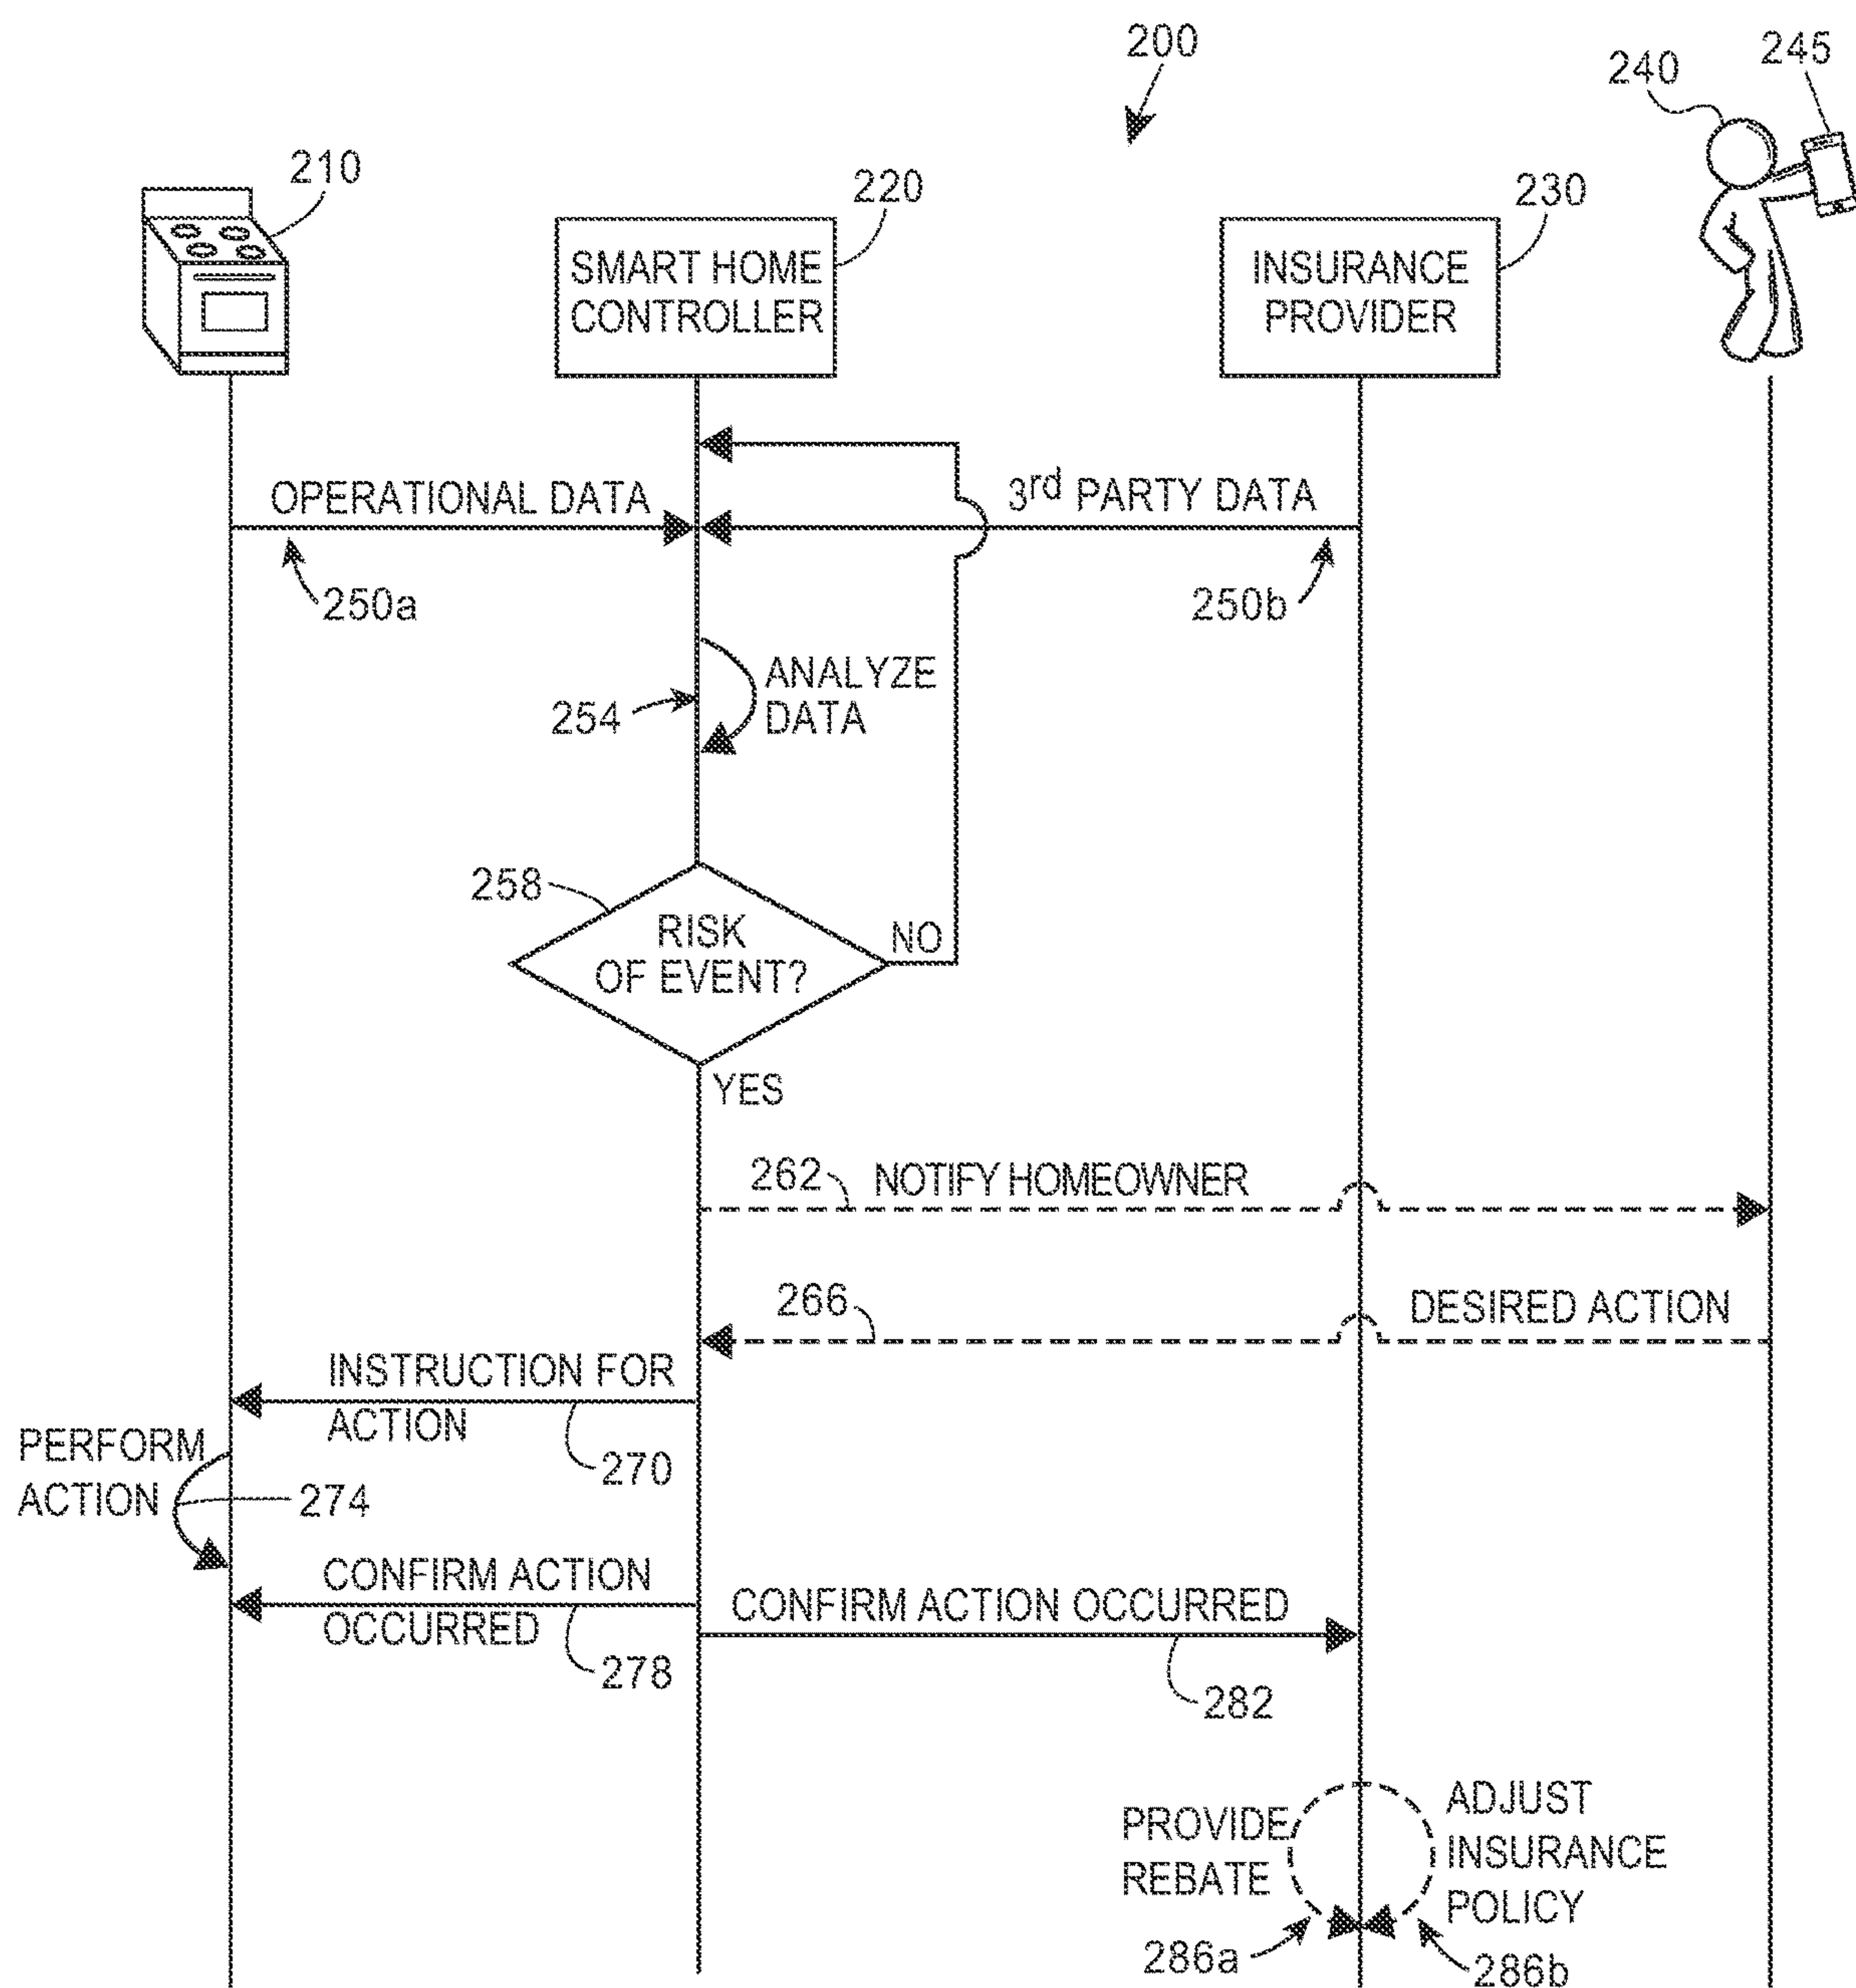 200
240
245
210
220
230
SMART HOME
CONTROLLER
INSURANCE
PROVIDER
OPERATIONAL DATA
3rd PARTY DATA
250a
250b
254
ANALYZE
DATA
258
RISK
OF EVENT?
NO
YES
262
NOTIFY HOMEOWNER
266
DESIRED ACTION
INSTRUCTION FOR
ACTION
270
PERFORM
ACTION
274
CONFIRM ACTION
OCCURRED
278
CONFIRM ACTION OCCURRED
282
PROVIDE
REBATE
286a
ADJUST
INSURANCE
POLICY
286b